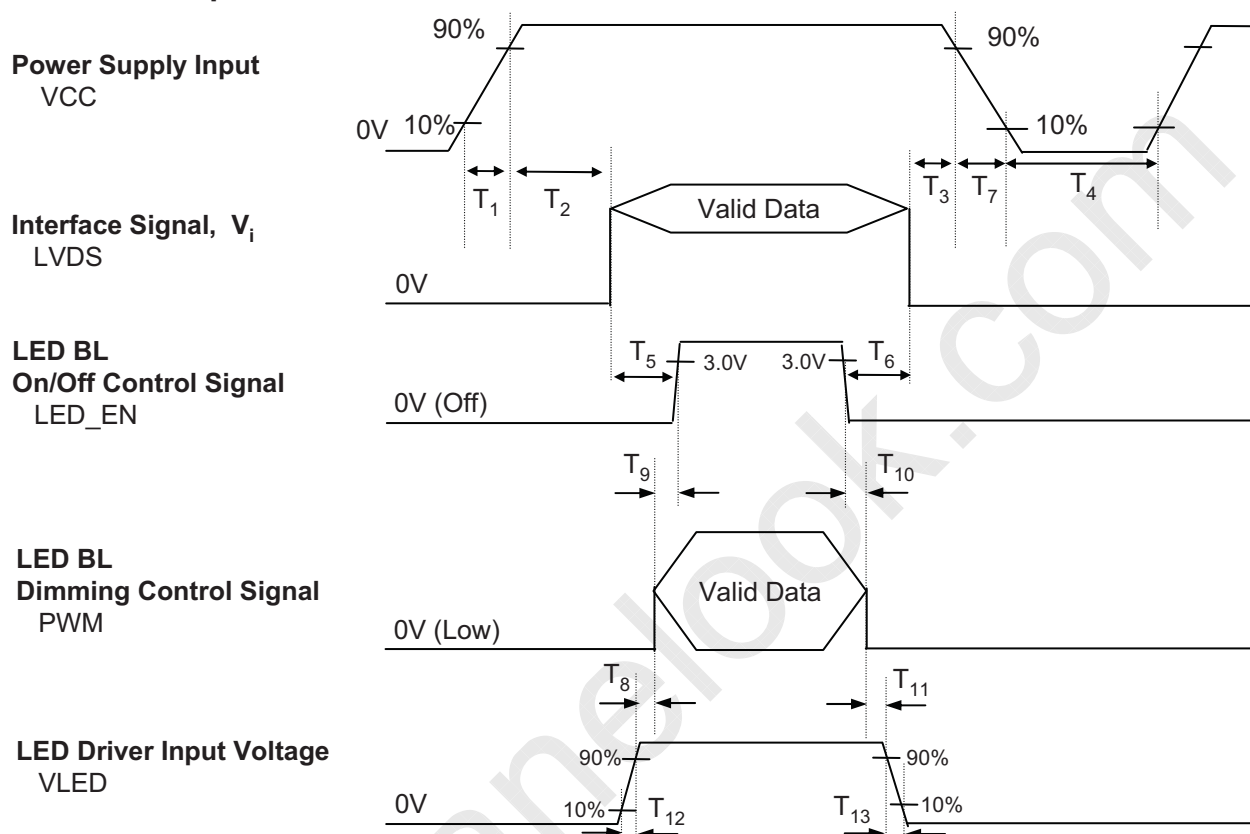 90%
90%
Power Supply Input
VCC
0V 10%
10%
T1
T2
T3
T7
T4
Valid Data
Interface Signal, Vi
LVDS
0V
LED BL
On/Off Control Signal
LED_EN
T5
3.0V
3.0V
T6
0V (Off)
T9
T10
LED BL
Dimming Control Signal
PWM
Valid Data
0V (Low)
T8
T11
LED Driver Input Voltage
VLED
90%
90%
0V
10%
T12
T13
10%